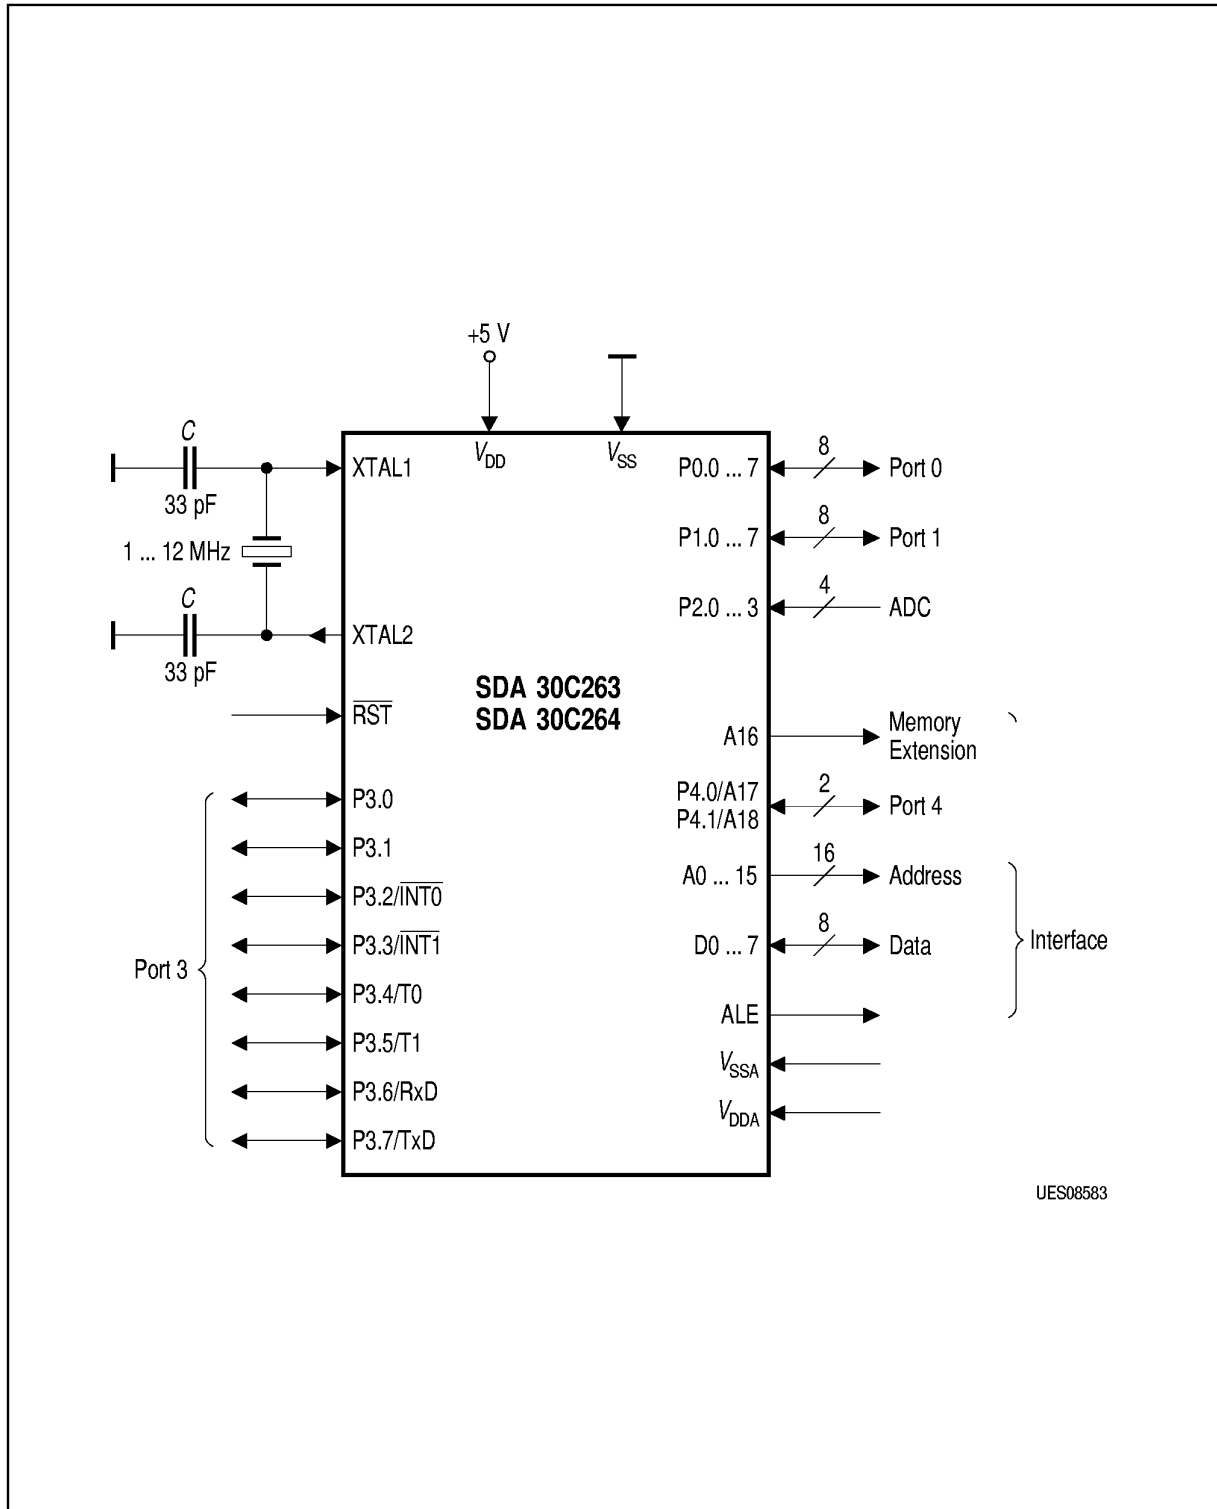 +5 V
V_DD
V_SS
C
33 pF
XTAL1
1 ... 12 MHz
C
33 pF
XTAL2
R̅S̅T̅
Port 3
P3.0
P3.1
P3.2/I̅N̅T̅0̅
P3.3/I̅N̅T̅1̅
P3.4/T0
P3.5/T1
P3.6/RxD
P3.7/TxD
SDA 30C263
SDA 30C264
P0.0 ... 7 8 Port 0
P1.0 ... 7 8 Port 1
P2.0 ... 3 4 ADC
A16 Memory
Extension
P4.0/A17
P4.1/A18
2 Port 4
A0 ... 15 16 Address
D0 ... 7 8 Data
Interface
ALE
V_SSA
V_DDA
UES08583